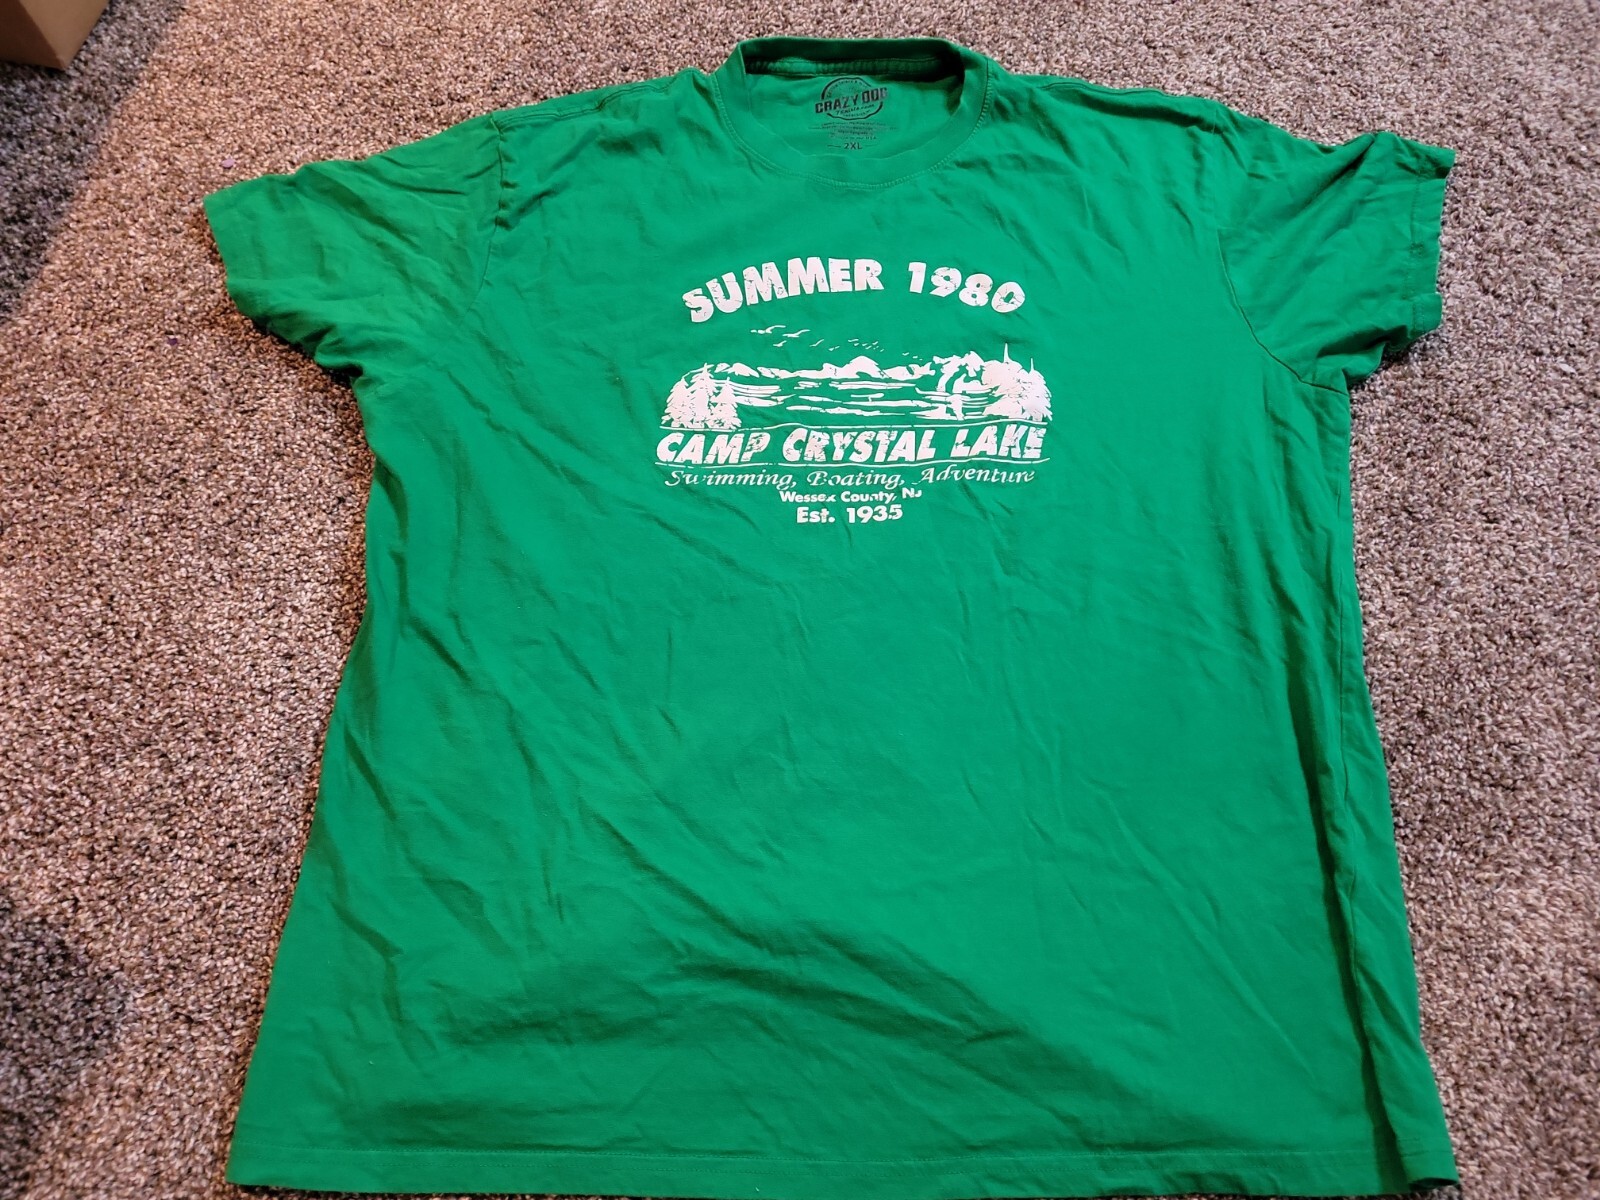 CRAZY DOG
2XL
SUMMER 1980
CAMP CRYSTAL LAKE
Swimming, Boating, Adventure
Wessex County, NJ
Est. 1935